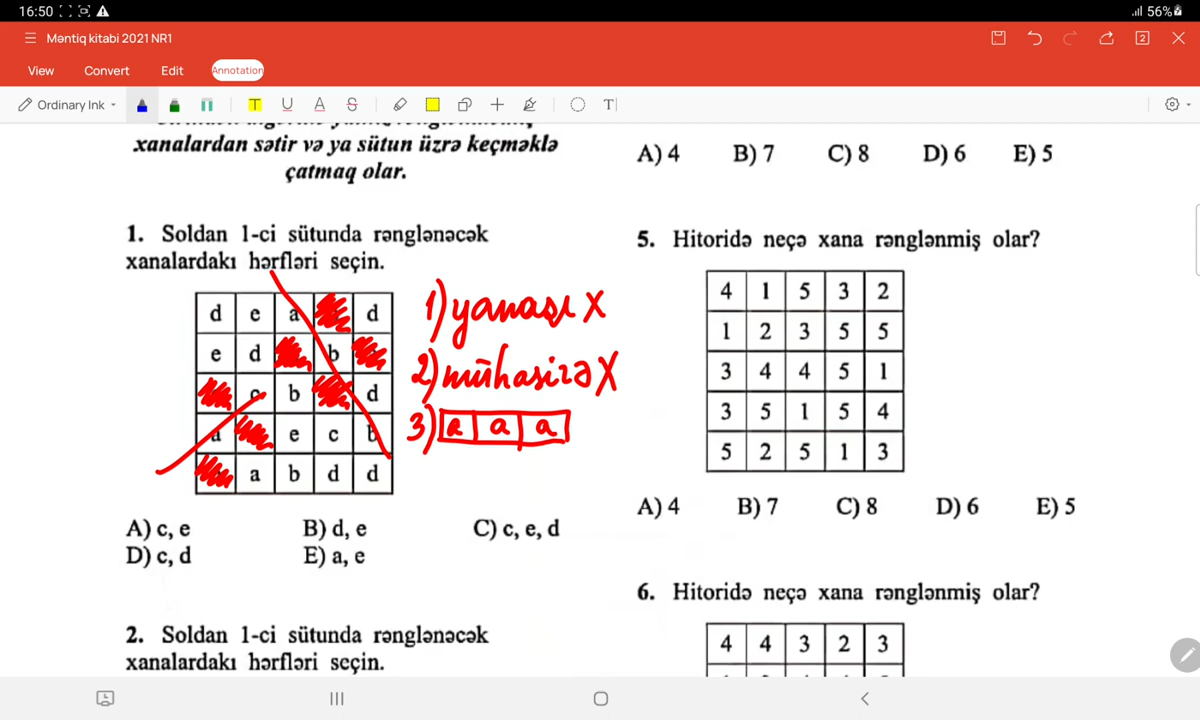 16:50 56%
Məntiq kitabi 2021 NR1 2
View Convert Edit Annotation
Ordinary Ink T U A S T
xanalardan sətir və ya sütun üzrə keçməklə
çatmaq olar.
1. Soldan 1-ci sütunda rənglənəcək
xanalardakı hərfləri seçin.
d e a d
e d b
b d
a e c b
a b d d
1) yanaşı X
2) mühasirə X
3) a a a
A) c, e B) d, e C) c, e, d
D) c, d E) a, e
2. Soldan 1-ci sütunda rənglənəcək
xanalardakı hərfləri seçin.
A) 4 B) 7 C) 8 D) 6 E) 5
5. Hitoridə neçə xana rənglənmiş olar?
4 1 5 3 2
1 2 3 5 5
3 4 4 5 1
3 5 1 5 4
5 2 5 1 3
A) 4 B) 7 C) 8 D) 6 E) 5
6. Hitoridə neçə xana rənglənmiş olar?
4 4 3 2 3